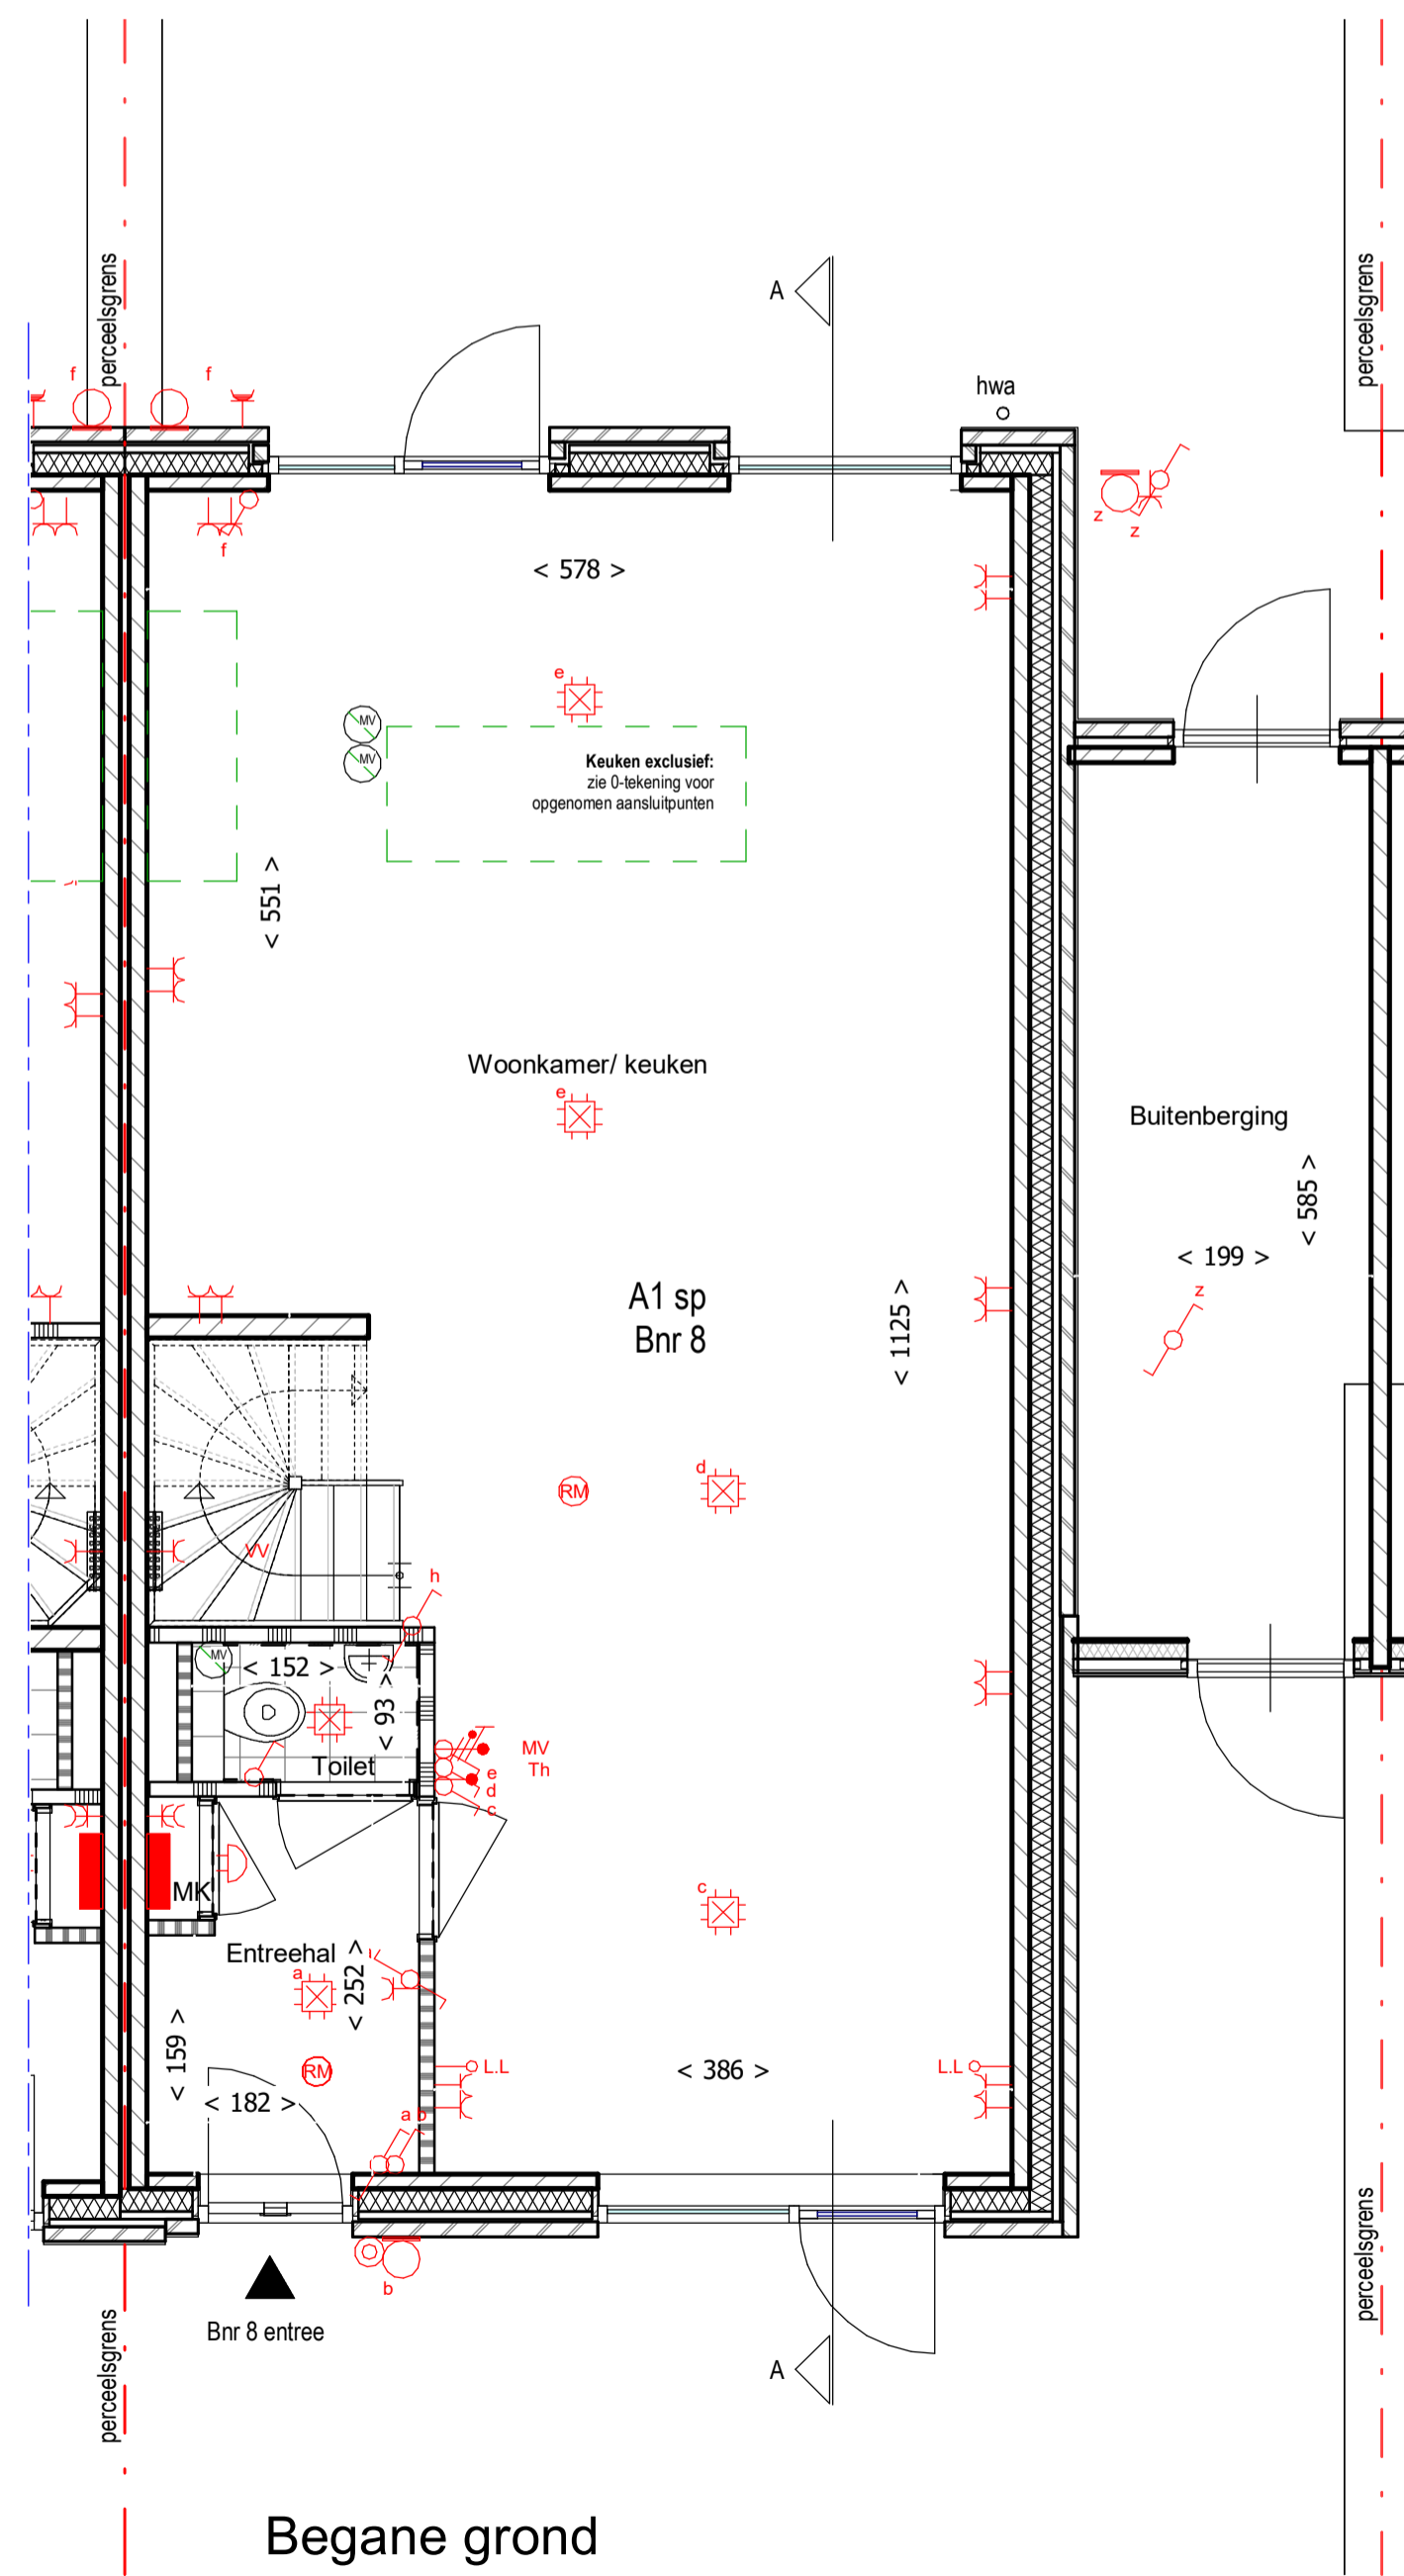 perceelsgrens
perceelsgrens
A
hwa
f
f
f
z
z
< 578 >
e
MV
MV
Keuken exclusief:
zie 0-tekening voor
opgenomen aansluitpunten
< 551 >
Woonkamer/ keuken
e
Buitenberging
< 585 >
< 199 >
A1 sp
Bnr 8
< 1125 >
z
d
RM
VV
h
MV
< 152 >
< 93 >
Toilet
MV
Th
e
d
c
MK
c
Entreehal
a
< 252 >
< 159 >
RM
L.L
L.L
< 386 >
< 182 >
a b
b
Bnr 8 entree
perceelsgrens
perceelsgrens
A
Begane grond